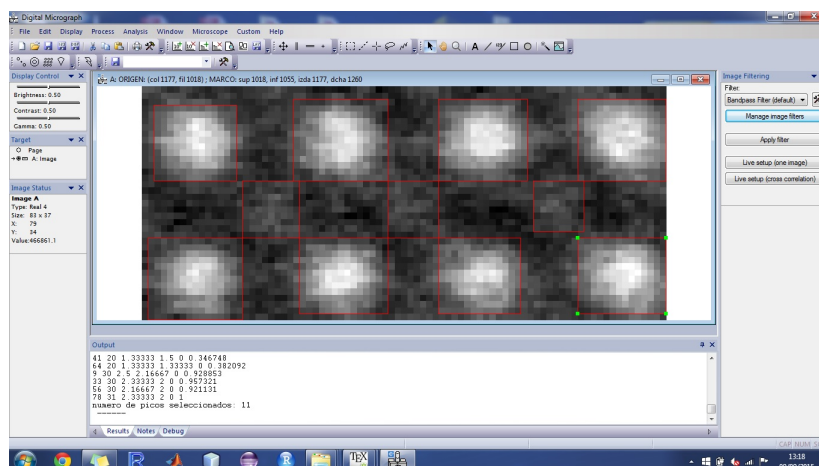 Digital Micrograph
File Edit Display Process Analysis Window Microscope Custom Help
Display Control
Brightness: 0.50
Contrast: 0.50
Gamma: 0.50
Target
Page
A: Image
Image Status
Image A
Type: Real 4
Size: 83 x 37
X: 79
Y: 34
Value:466861.1
A: ORIGEN: (col 1177, fil 1018) ; MARCO: sup 1018, inf 1055, izda 1177, dcha 1260
Image Filtering
Filter:
Bandpass Filter (default)
Manage image filters
Apply filter
Live setup (one image)
Live setup (cross correlation)
Output
41 20 1.33333 1.5 0 0.346748
64 20 1.33333 1.33333 0 0.382092
9 30 2.5 2.16667 0 0.928853
33 30 2.33333 2 0 0.957321
56 30 2.16667 2 0 0.921131
78 31 2.33333 2 0 1
numero de picos seleccionados: 11
------
Results Notes Debug
CAP NUM
TEX
13:18